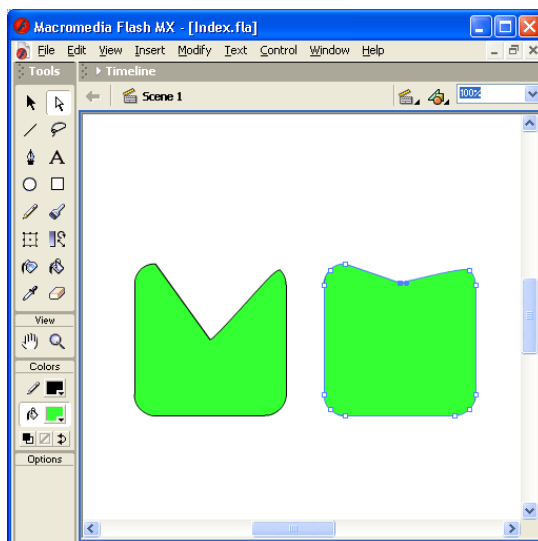 Macromedia Flash MX - [Index.fla]
File Edit View Insert Modify Text Control Window Help
Tools
Timeline
Scene 1
100%
A
View
Colors
Options